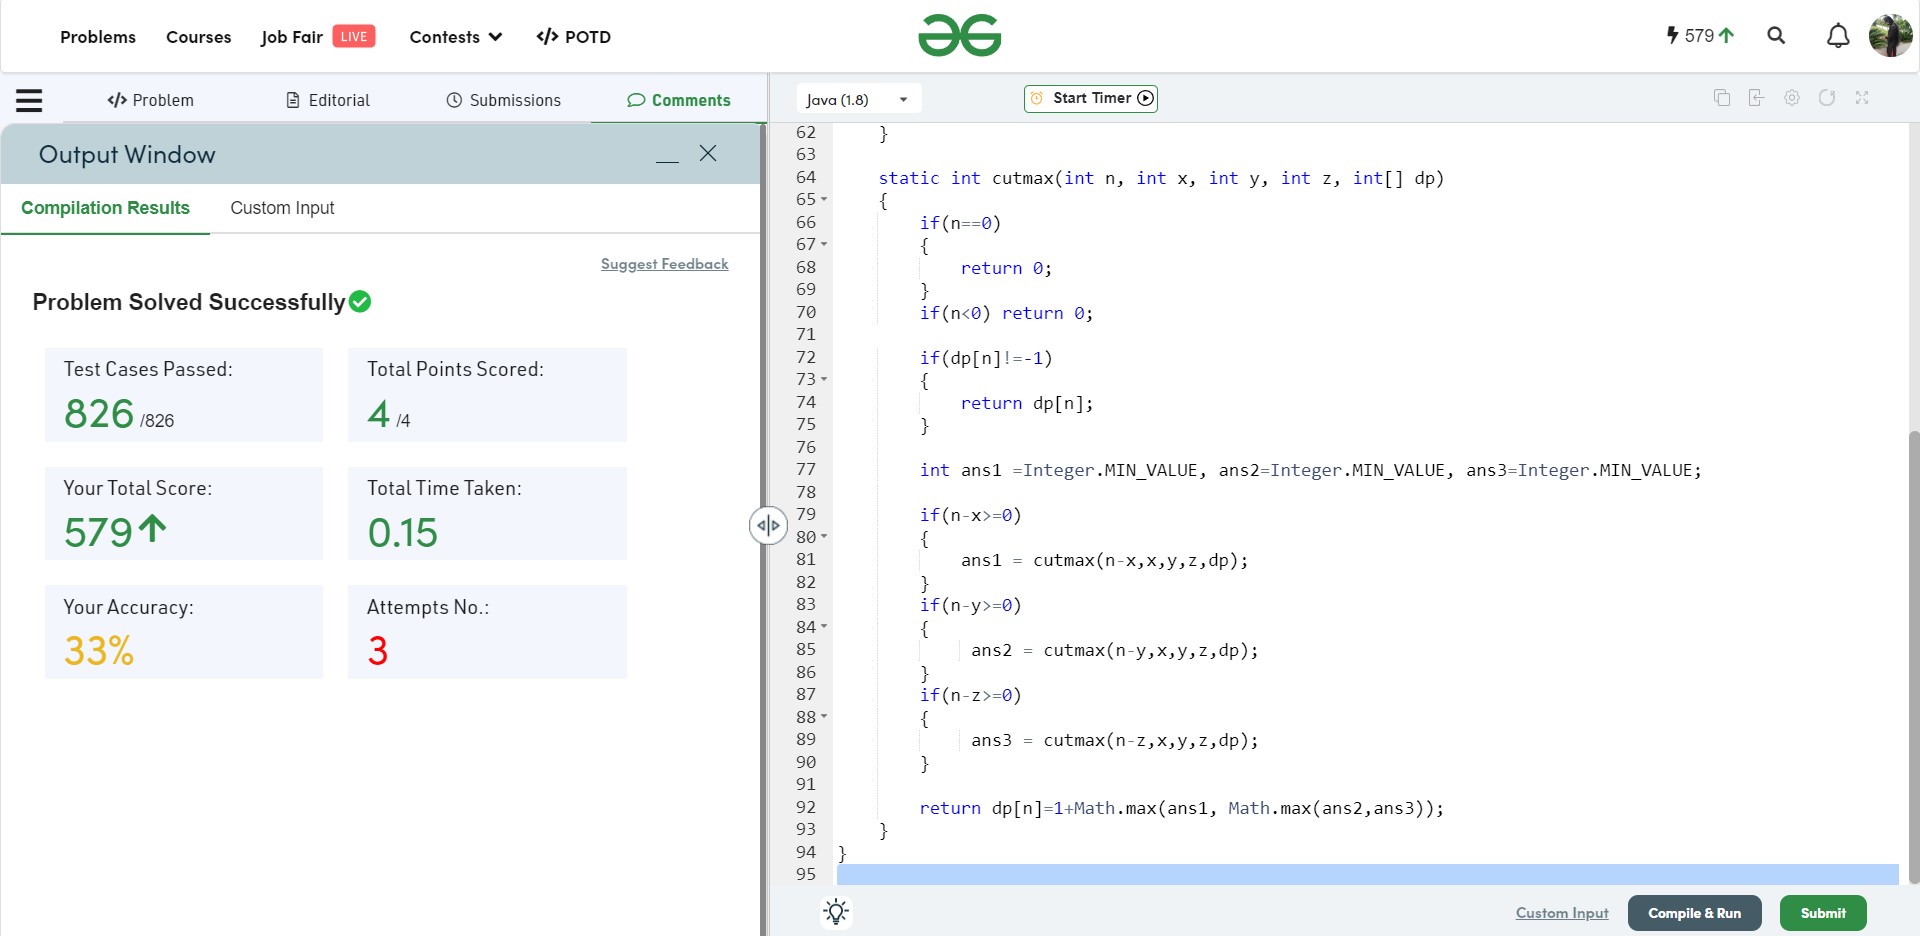 Problems Courses Job Fair LIVE Contests </> POTD
579
</> Problem Editorial Submissions Comments
Java (1.8) Start Timer
Output Window
Compilation Results Custom Input
Suggest Feedback
Problem Solved Successfully
Test Cases Passed: Total Points Scored:
826 /826 4 /4
Your Total Score: Total Time Taken:
579 0.15
Your Accuracy: Attempts No.:
33% 3
62 }
63
64 static int cutmax(int n, int x, int y, int z, int[] dp)
65 {
66 if(n==0)
67 {
68 return 0;
69 }
70 if(n<0) return 0;
71
72 if(dp[n]!=-1)
73 {
74 return dp[n];
75 }
76
77 int ans1 =Integer.MIN_VALUE, ans2=Integer.MIN_VALUE, ans3=Integer.MIN_VALUE;
78
79 if(n-x>=0)
80 {
81 ans1 = cutmax(n-x,x,y,z,dp);
82 }
83 if(n-y>=0)
84 {
85 ans2 = cutmax(n-y,x,y,z,dp);
86 }
87 if(n-z>=0)
88 {
89 ans3 = cutmax(n-z,x,y,z,dp);
90 }
91
92 return dp[n]=1+Math.max(ans1, Math.max(ans2,ans3));
93 }
94 }
95
Custom Input Compile & Run Submit